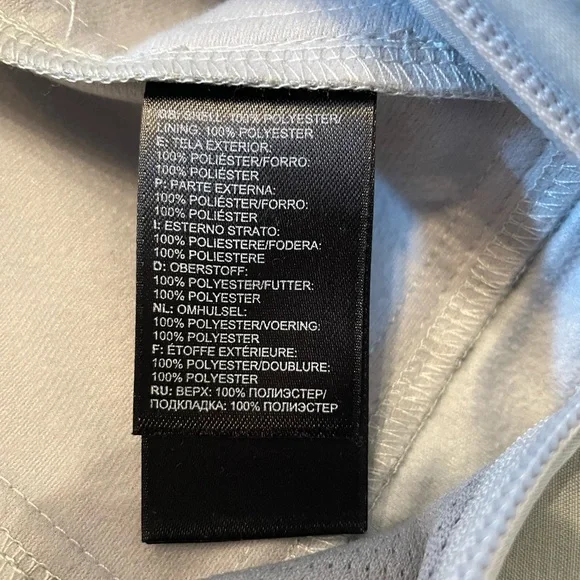 GB: SHELL: 100% POLYESTER/
LINING: 100% POLYESTER
E: TELA EXTERIOR:
100% POLIÉSTER/FORRO:
100% POLIÉSTER
P: PARTE EXTERNA:
100% POLIÉSTER/FORRO:
100% POLIÉSTER
I: ESTERNO STRATO:
100% POLIESTERE/FODERA:
100% POLIESTERE
D: OBERSTOFF:
100% POLYESTER/FUTTER:
100% POLYESTER
NL: OMHULSEL:
100% POLYESTER/VOERING:
100% POLYESTER
F: ÉTOFFE EXTÉRIEURE:
100% POLYESTER/DOUBLURE:
100% POLYESTER
RU: ВЕРХ: 100% ПОЛИЭСТЕР/
ПОДКЛАДКА: 100% ПОЛИЭСТЕР